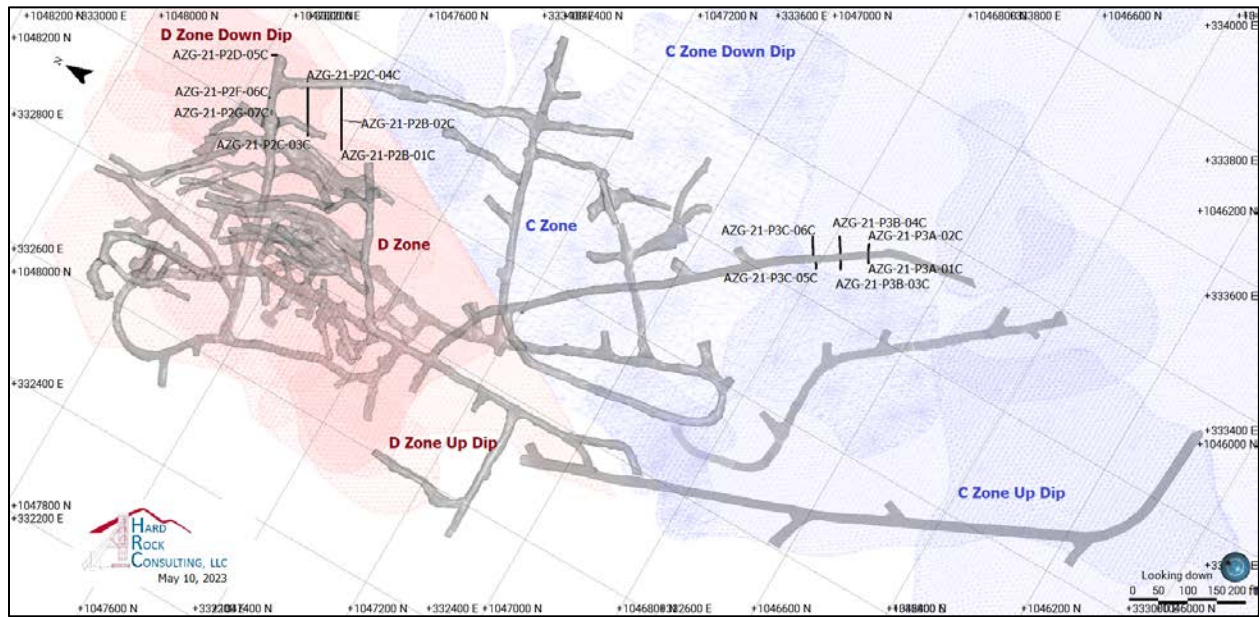 +1048200 N
+333000 E
+1048000 N
+1047600 N
+1047200 N
+333600 E
+1047000 N
+1046600 N
+334000 E
+1048200 N
D Zone Down Dip
C Zone Down Dip
AZG-21-P2D-05C
AZG-21-P2C-04C
N
AZG-21-P2F-06C
+332800 E
AZG-21-P2G-07C
AZG-21-P2B-02C
AZG-21-P2C-03C
AZG-21-P2B-01C
+333800 E
+1046200 N
C Zone
D Zone
AZG-21-P3C-06C
AZG-21-P3B-04C
AZG-21-P3A-02C
+332600 E
+1048000 N
AZG-21-P3C-05C
AZG-21-P3A-01C
AZG-21-P3B-03C
+333600 E
+332400 E
+333400 E
+1046000 N
D Zone Up Dip
C Zone Up Dip
+1047800 N
+332200 E
HARD
ROCK
CONSULTING, LLC
May 10, 2023
Looking down
0 50 100 150 200 ft
+1047600 N
+1047200 N
+332400 E
+1047000 N
+1046600 N
+1046200 N